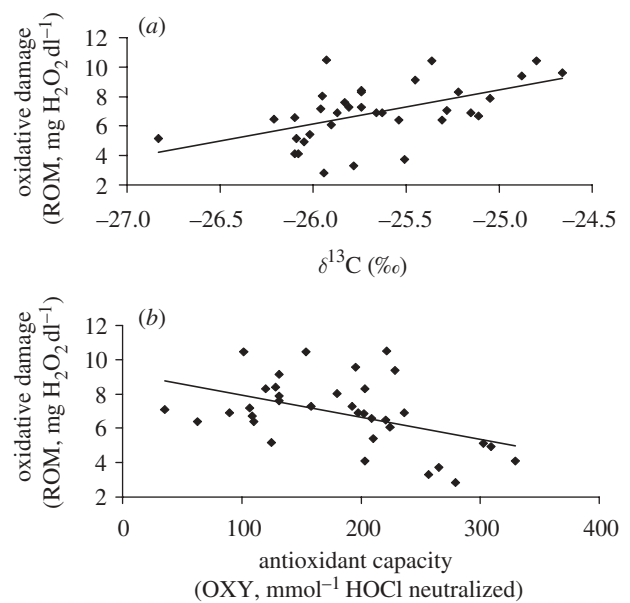 (a)
oxidative damage
(ROM, mg H₂O₂ dl⁻¹)
12
10
8
6
4
2
–27.0 –26.5 –26.0 –25.5 –25.0 –24.5
δ¹³C (‰)
(b)
oxidative damage
(ROM, mg H₂O₂ dl⁻¹)
12
10
8
6
4
2
0 100 200 300 400
antioxidant capacity
(OXY, mmol⁻¹ HOCl neutralized)